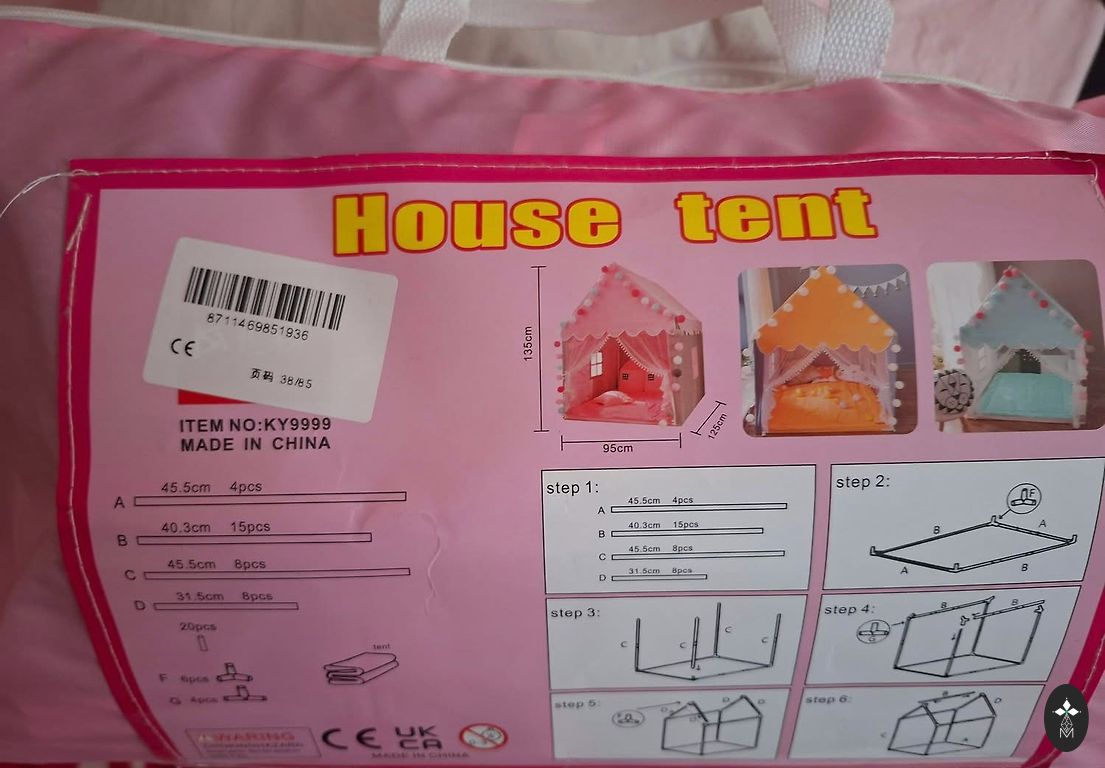 House tent
8711469851936
CE
页码 38/85
ITEM NO:KY9999
MADE IN CHINA
135cm
95cm
125cm
A 45.5cm 4pcs
B 40.3cm 15pcs
C 45.5cm 8pcs
D 31.5cm 8pcs
20pcs
F 6pcs
G 4pcs
tent
WARING
CE UK CA
MADE IN CHINA
step 1:
A 45.5cm 4pcs
B 40.3cm 15pcs
C 45.5cm 8pcs
D 31.5cm 8pcs
step 2:
F
B A
A B
step 3:
C C C C
step 4:
B B
G
step 5:
D D
step 6:
B D
C
M